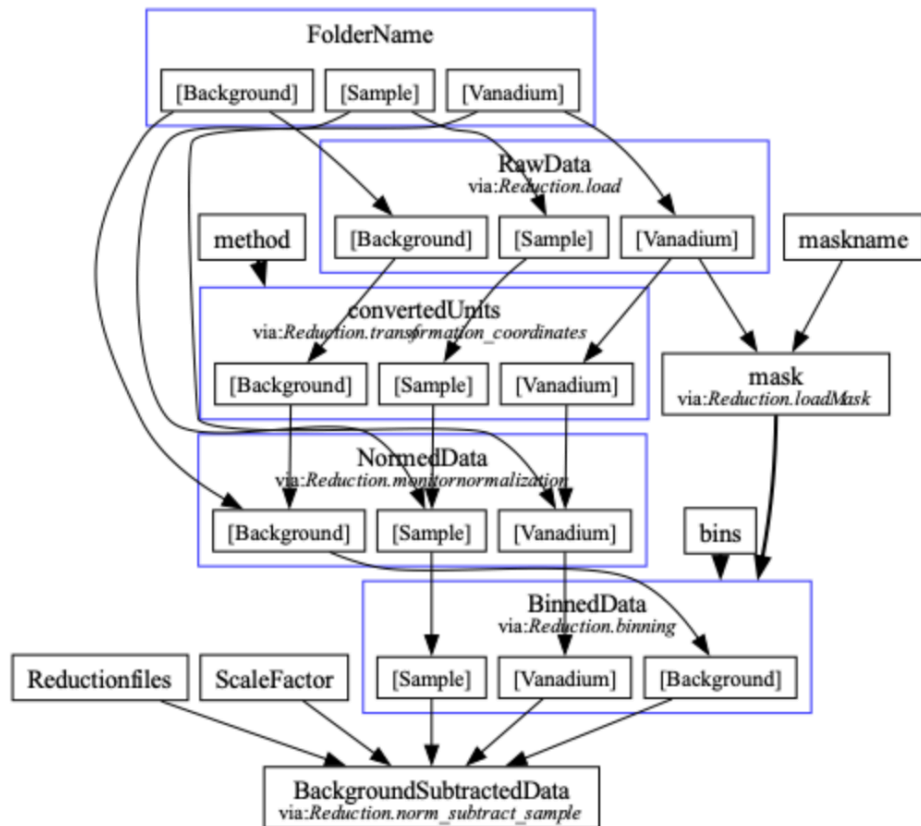 FolderName
[Background] [Sample] [Vanadium]
RawData
via:Reduction.load
method [Background] [Sample] [Vanadium] maskname
convertedUnits
via:Reduction.transformation_coordinates
[Background] [Sample] [Vanadium]
mask
via:Reduction.loadMask
NormedData
via:Reduction.monitornormalization
[Background] [Sample] [Vanadium]
bins
BinnedData
via:Reduction.binning
Reductionfiles ScaleFactor [Sample] [Vanadium] [Background]
BackgroundSubtractedData
via:Reduction.norm_subtract_sample